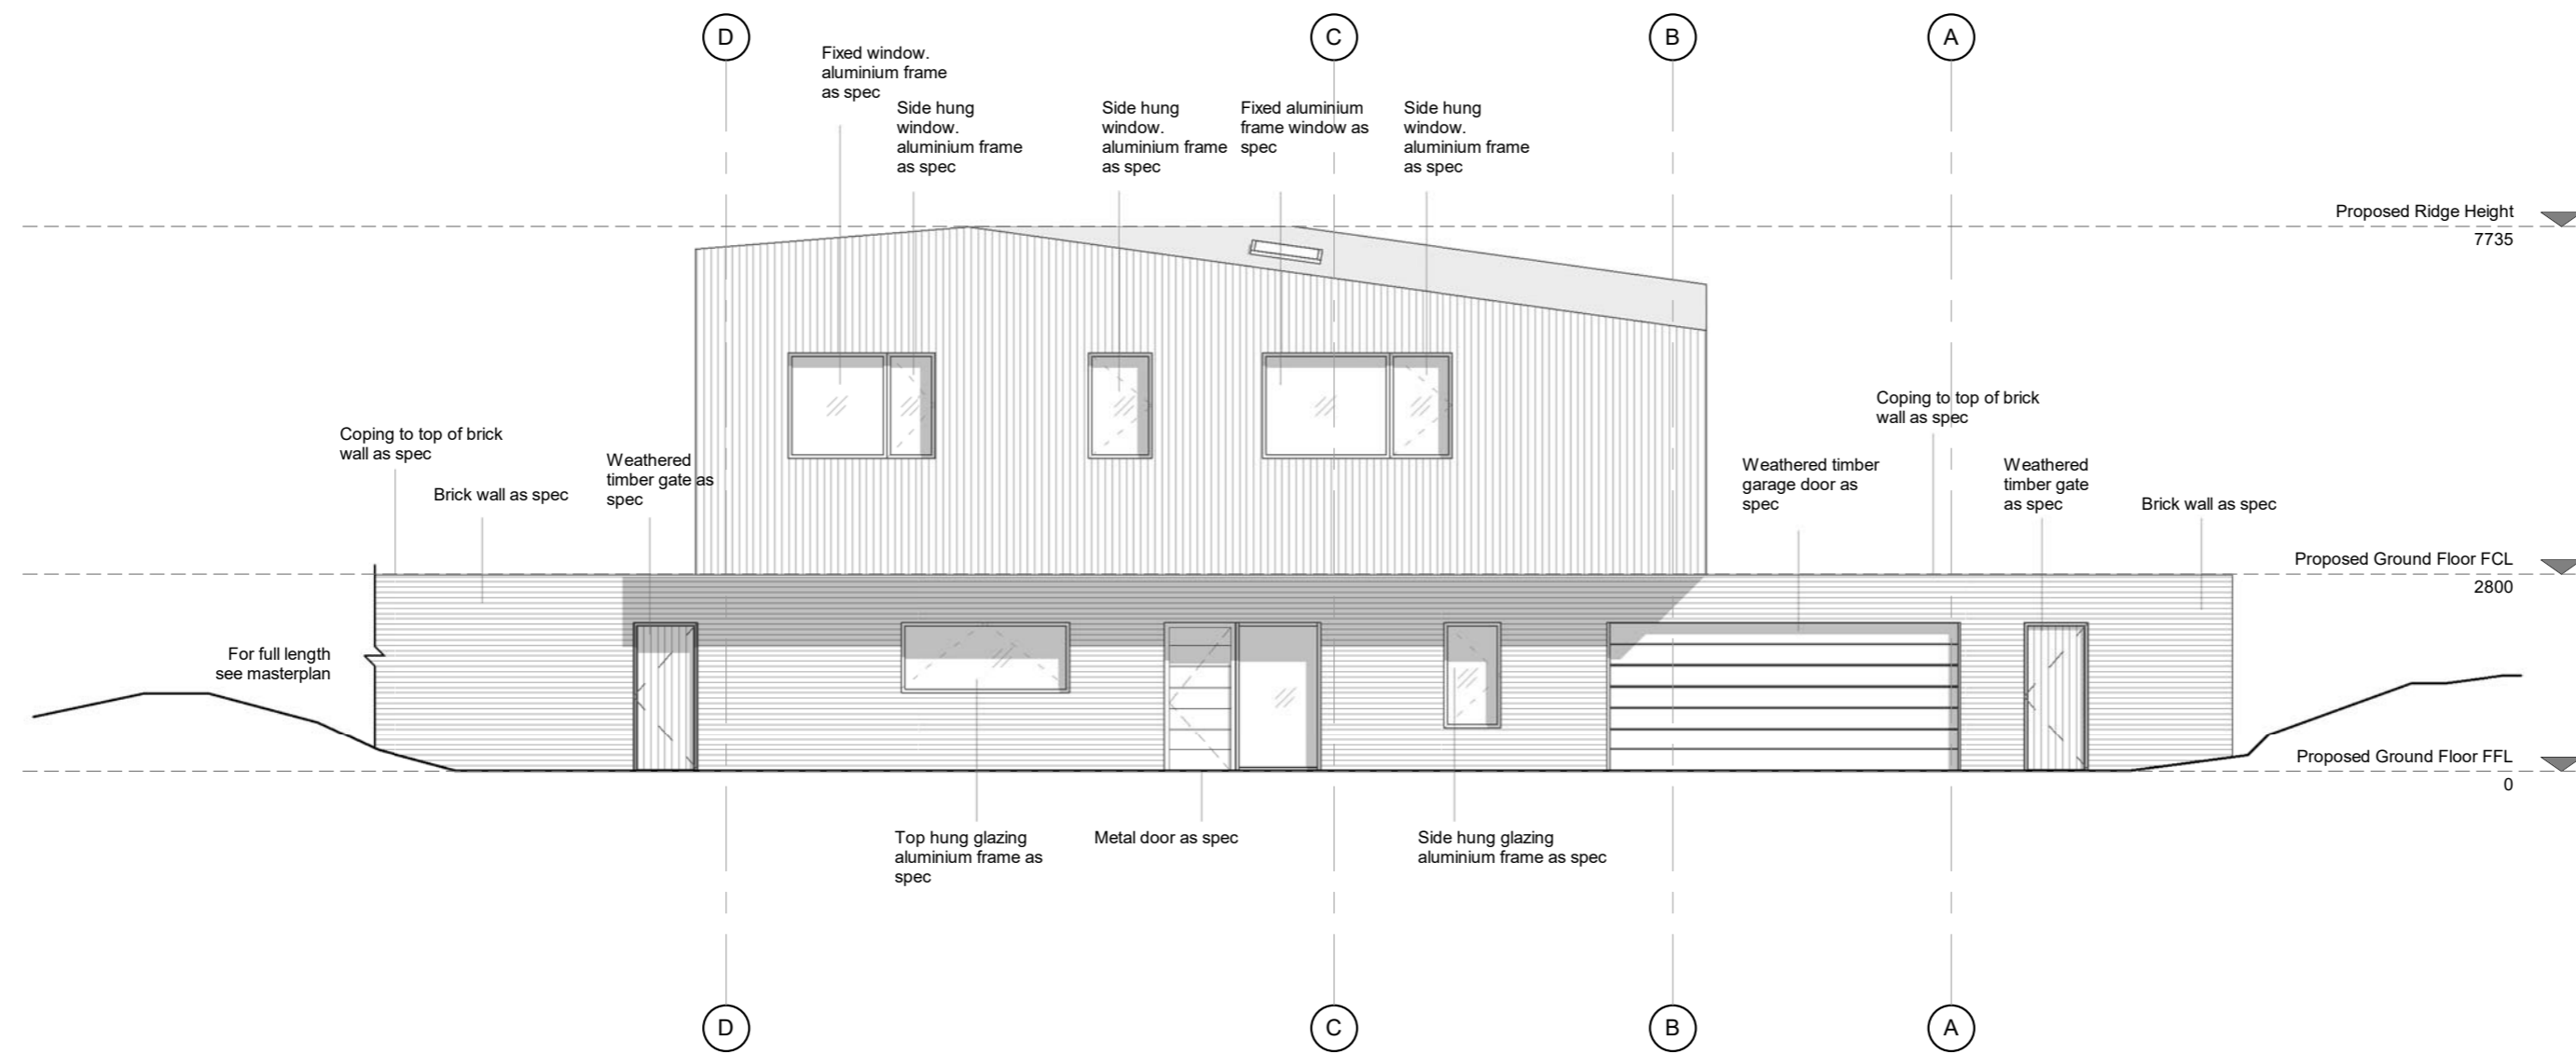 D
C
B
A
Fixed window.
aluminium frame
as spec
Side hung
window.
aluminium frame
as spec
Side hung
window.
aluminium frame
as spec
Fixed aluminium
frame window as
spec
Side hung
window.
aluminium frame
as spec
Proposed Ridge Height
7735
Coping to top of brick
wall as spec
Brick wall as spec
Weathered
timber gate as
spec
Coping to top of brick
wall as spec
Weathered timber
garage door as
spec
Weathered
timber gate
as spec
Brick wall as spec
Proposed Ground Floor FCL
2800
For full length
see masterplan
Proposed Ground Floor FFL
0
Top hung glazing
aluminium frame as
spec
Metal door as spec
Side hung glazing
aluminium frame as spec
D
C
B
A